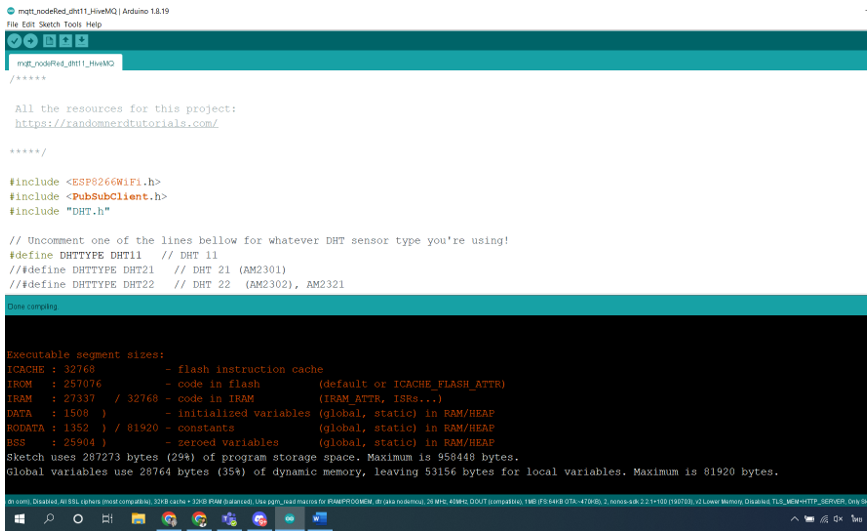 mqtt_nodeRed_dht11_HiveMQ | Arduino 1.8.19
File Edit Sketch Tools Help
mqtt_nodeRed_dht11_HiveMQ
/*****
All the resources for this project:
https://randomnerdtutorials.com/
*****/
#include <ESP8266WiFi.h>
#include <PubSubClient.h>
#include "DHT.h"
// Uncomment one of the lines bellow for whatever DHT sensor type you're using!
#define DHTTYPE DHT11   // DHT 11
//#define DHTTYPE DHT21   // DHT 21 (AM2301)
//#define DHTTYPE DHT22   // DHT 22  (AM2302), AM2321
Done compiling.
Executable segment sizes:
ICACHE : 32768           - flash instruction cache
IROM   : 257076          - code in flash         (default or ICACHE_FLASH_ATTR)
IRAM   : 27337   / 32768 - code in IRAM          (IRAM_ATTR, ISRs...)
DATA   : 1508  )         - initialized variables (global, static) in RAM/HEAP
RODATA : 1352  ) / 81920 - constants             (global, static) in RAM/HEAP
BSS    : 25904 )         - zeroed variables      (global, static) in RAM/HEAP
Sketch uses 287273 bytes (29%) of program storage space. Maximum is 958448 bytes.
Global variables use 28764 bytes (35%) of dynamic memory, leaving 53156 bytes for local variables. Maximum is 81920 bytes.
Disabled, All SSL ciphers (most compatible), 32KB cache + 32KB IRAM (balanced), Use pgm_read macros for IRAM/PROGMEM, dtr (aka nodemcu), 26 MHz, 40MHz, DOUT (compatible), 1MB (FS:64KB OTA:~470KB), 2, nonos-sdk 2.2.1+100 (190703), v2 Lower Memory, Disabled, TLS_MEM+HTTP_SERVER, Only